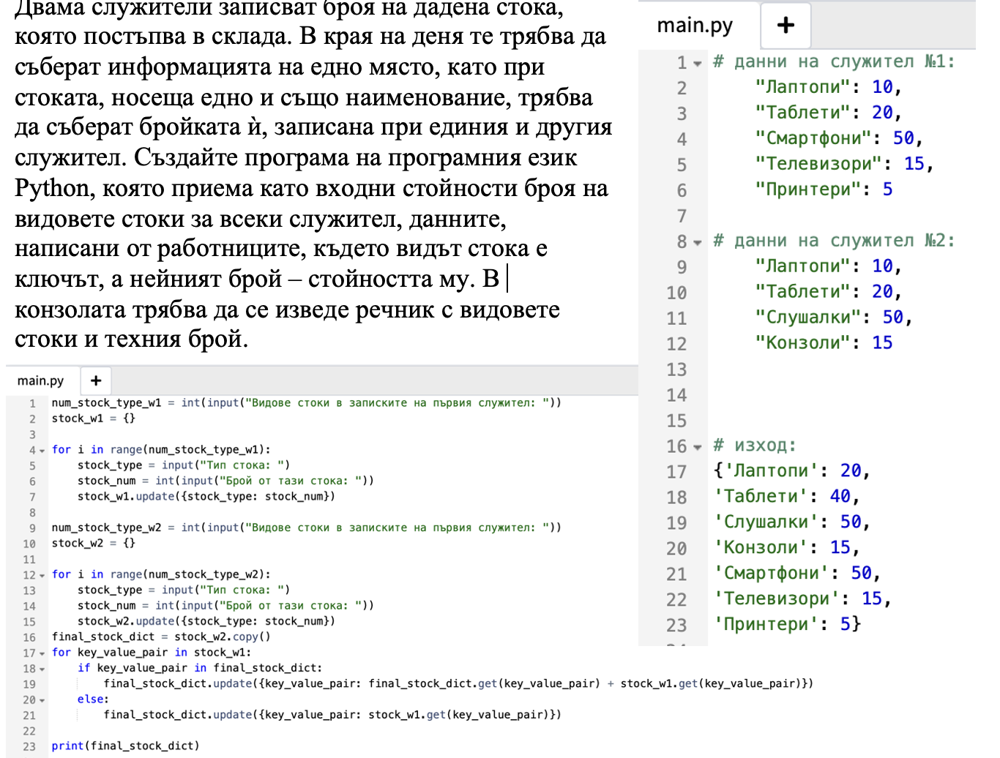 Двама служители записват броя на дадена стока,
която постъпва в склада. В края на деня те трябва да
съберат информацията на едно място, като при
стоката, носеща едно и също наименование, трябва
да съберат бройката ѝ, записана при единия и другия
служител. Създайте програма на програмния език
Python, която приема като входни стойности броя на
видовете стоки за всеки служител, данните,
написани от работниците, където видът стока е
ключът, а нейният брой – стойността му. В
конзолата трябва да се изведе речник с видовете
стоки и техния брой.
main.py +
1 # данни на служител №1:
2 "Лаптопи": 10,
3 "Таблети": 20,
4 "Смартфони": 50,
5 "Телевизори": 15,
6 "Принтери": 5
7
8 # данни на служител №2:
9 "Лаптопи": 10,
10 "Таблети": 20,
11 "Слушалки": 50,
12 "Конзоли": 15
13
14
15
16 # изход:
17 {'Лаптопи': 20,
18 'Таблети': 40,
19 'Слушалки': 50,
20 'Конзоли': 15,
21 'Смартфони': 50,
22 'Телевизори': 15,
23 'Принтери': 5}
main.py +
1 num_stock_type_w1 = int(input("Видове стоки в записките на първия служител: "))
2 stock_w1 = {}
3
4 for i in range(num_stock_type_w1):
5     stock_type = input("Тип стока: ")
6     stock_num = int(input("Брой от тази стока: "))
7     stock_w1.update({stock_type: stock_num})
8
9 num_stock_type_w2 = int(input("Видове стоки в записките на първия служител: "))
10 stock_w2 = {}
11
12 for i in range(num_stock_type_w2):
13     stock_type = input("Тип стока: ")
14     stock_num = int(input("Брой от тази стока: "))
15     stock_w2.update({stock_type: stock_num})
16 final_stock_dict = stock_w2.copy()
17 for key_value_pair in stock_w1:
18     if key_value_pair in final_stock_dict:
19         final_stock_dict.update({key_value_pair: final_stock_dict.get(key_value_pair) + stock_w1.get(key_value_pair)})
20     else:
21         final_stock_dict.update({key_value_pair: stock_w1.get(key_value_pair)})
22
23 print(final_stock_dict)